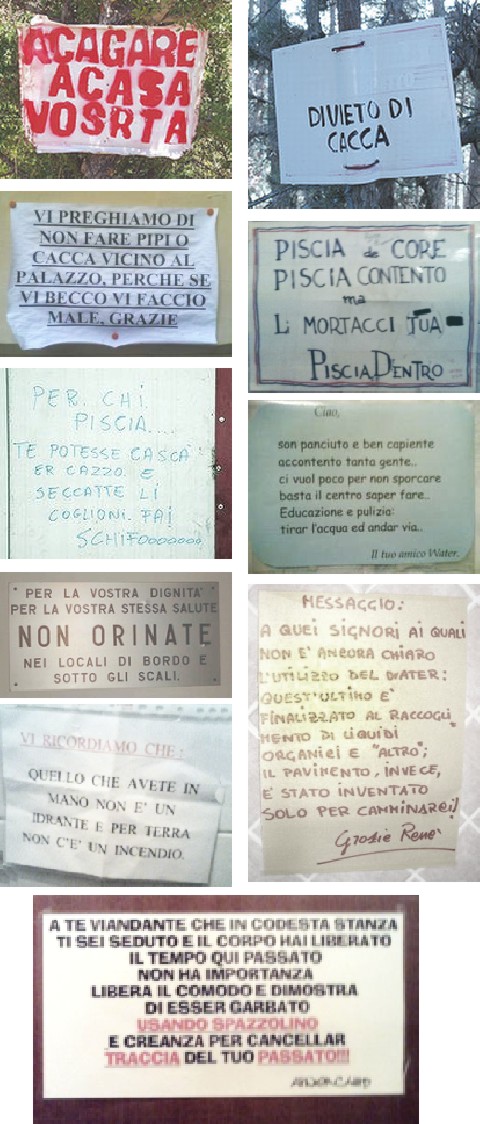 ACAGARE
ACASA
VOSRTA
DIVIETO DI
CACCA
VI PREGHIAMO DI
NON FARE PIPI O
CACCA VICINO AL
PALAZZO, PERCHE SE
VI BECCO VI FACCIO
MALE, GRAZIE
PISCIA de CORE
PISCIA CONTENTO
ma
LI MORTACCI TUA
PISCIA DENTRO
PER. CHI.
PISCIA....
TE POTESSE CASCÀ
ER CAZZO. E
SECCATTE LI
COGLIONI. FAI
SCHIFOoooooooo
Ciao,
son panciuto e ben capiente
accontento tanta gente..
ci vuol poco per non sporcare
basta il centro saper fare..
Educazione e pulizia:
tirar l'acqua ed andar via..
Il tuo amico Water.
PER LA VOSTRA DIGNITA'
PER LA VOSTRA STESSA SALUTE
NON ORINATE
NEI LOCALI DI BORDO E
SOTTO GLI SCALI.
MESSAGGIO:
A QUEI SIGNORI AI QUALI
NON E' ANCORA CHIARO
L'UTILIZZO DEL WATER:
QUEST'ULTIMO E'
FINALIZZATO AL RACCOGLI_
MENTO DI LIQUIDI
ORGANICI E "ALTRO";
IL PAVIMENTO, INVECE,
E' STATO INVENTATO
SOLO PER CAMMINARCI!
Grazie Renè
VI RICORDIAMO CHE:
QUELLO CHE AVETE IN
MANO NON E' UN
IDRANTE E PER TERRA
NON C'E' UN INCENDIO.
A TE VIANDANTE CHE IN CODESTA STANZA
TI SEI SEDUTO E IL CORPO HAI LIBERATO
IL TEMPO QUI PASSATO
NON HA IMPORTANZA
LIBERA IL COMODO E DIMOSTRA
DI ESSER GARBATO
USANDO SPAZZOLINO
E CREANZA PER CANCELLAR
TRACCIA DEL TUO PASSATO!!!